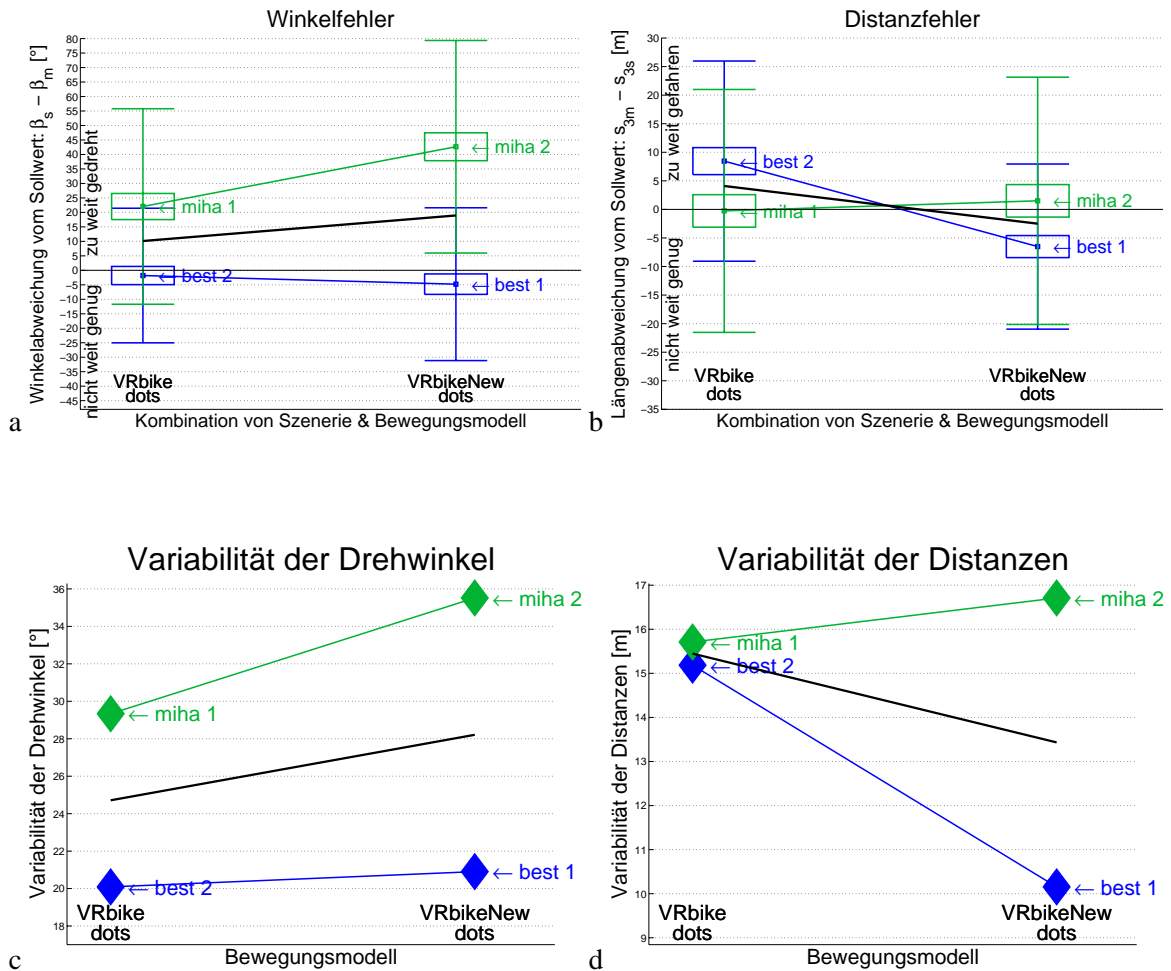 Winkelfehler
Winkelabweichung vom Sollwert: β_s − β_m [°]
nicht weit genug
zu weit gedreht
80
75
70
65
60
55
50
45
40
35
30
25
20
15
10
5
0
−5
−10
−15
−20
−25
−30
−35
−40
−45
← miha 2
← miha 1
← best 2
← best 1
VRbike
dots
VRbikeNew
dots
Kombination von Szenerie & Bewegungsmodell
a
Distanzfehler
Längenabweichung vom Sollwert: s_3m − s_3s [m]
nicht weit genug
zu weit gefahren
30
25
20
15
10
5
0
−5
−10
−15
−20
−25
−30
−35
← best 2
← miha 1
← miha 2
← best 1
VRbike
dots
VRbikeNew
dots
Kombination von Szenerie & Bewegungsmodell
b
Variabilität der Drehwinkel
Variabilität der Drehwinkel [°]
36
34
32
30
28
26
24
22
20
18
← miha 2
← miha 1
← best 2
← best 1
VRbike
dots
VRbikeNew
dots
Bewegungsmodell
c
Variabilität der Distanzen
Variabilität der Distanzen [m]
17
16
15
14
13
12
11
10
9
← miha 2
← miha 1
← best 2
← best 1
VRbike
dots
VRbikeNew
dots
Bewegungsmodell
d